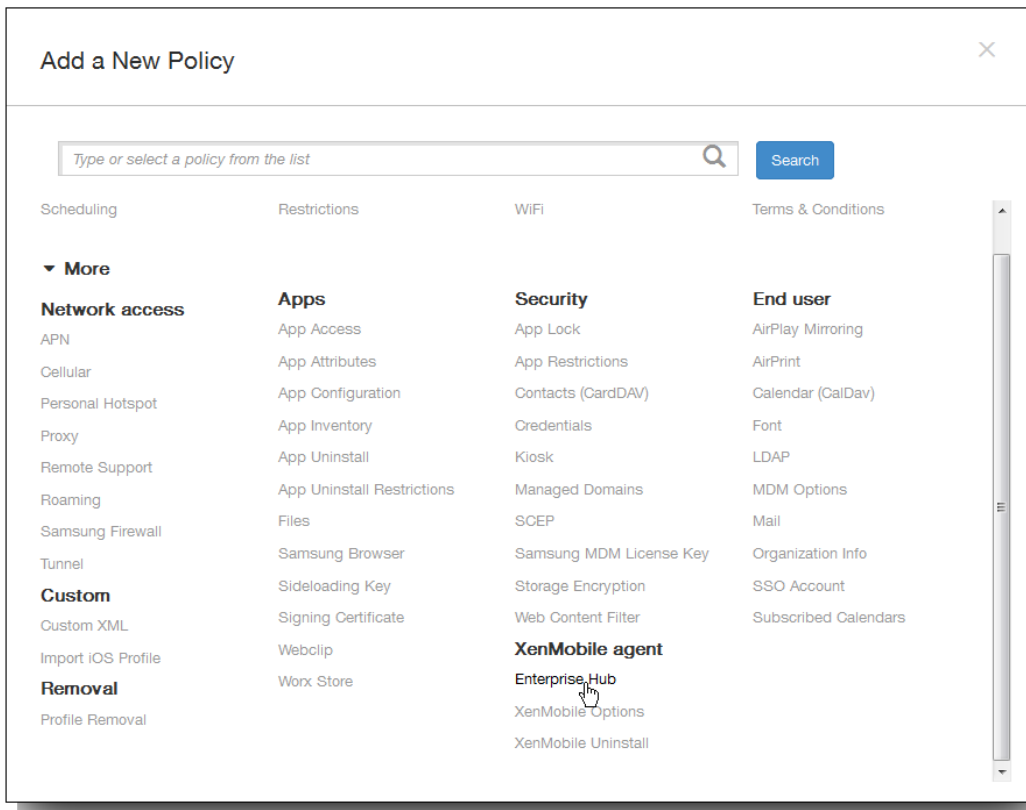 Add a New Policy
Type or select a policy from the list
Search
Scheduling
Restrictions
WiFi
Terms & Conditions
More
Network access
APN
Cellular
Personal Hotspot
Proxy
Remote Support
Roaming
Samsung Firewall
Tunnel
Custom
Custom XML
Import iOS Profile
Removal
Profile Removal
Apps
App Access
App Attributes
App Configuration
App Inventory
App Uninstall
App Uninstall Restrictions
Files
Samsung Browser
Sideloading Key
Signing Certificate
Webclip
Worx Store
Security
App Lock
App Restrictions
Contacts (CardDAV)
Credentials
Kiosk
Managed Domains
SCEP
Samsung MDM License Key
Storage Encryption
Web Content Filter
XenMobile agent
Enterprise Hub
XenMobile Options
XenMobile Uninstall
End user
AirPlay Mirroring
AirPrint
Calendar (CalDav)
Font
LDAP
MDM Options
Mail
Organization Info
SSO Account
Subscribed Calendars